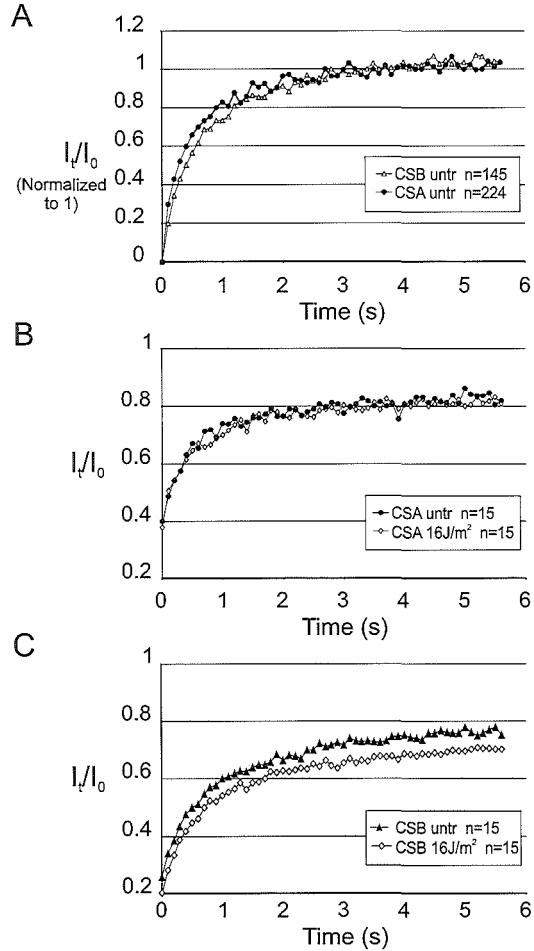 A
1.2
1
0.8
0.6
0.4
0.2
0
It/I0
(Normalized
to 1)
CSB untr n=145
CSA untr n=224
0 1 2 3 4 5 6
Time (s)
B
1
0.8
0.6
0.4
0.2
It/I0
CSA untr n=15
CSA 16J/m² n=15
0 1 2 3 4 5 6
Time (s)
C
1
0.8
0.6
0.4
0.2
It/I0
CSB untr n=15
CSB 16J/m² n=15
0 1 2 3 4 5 6
Time (s)